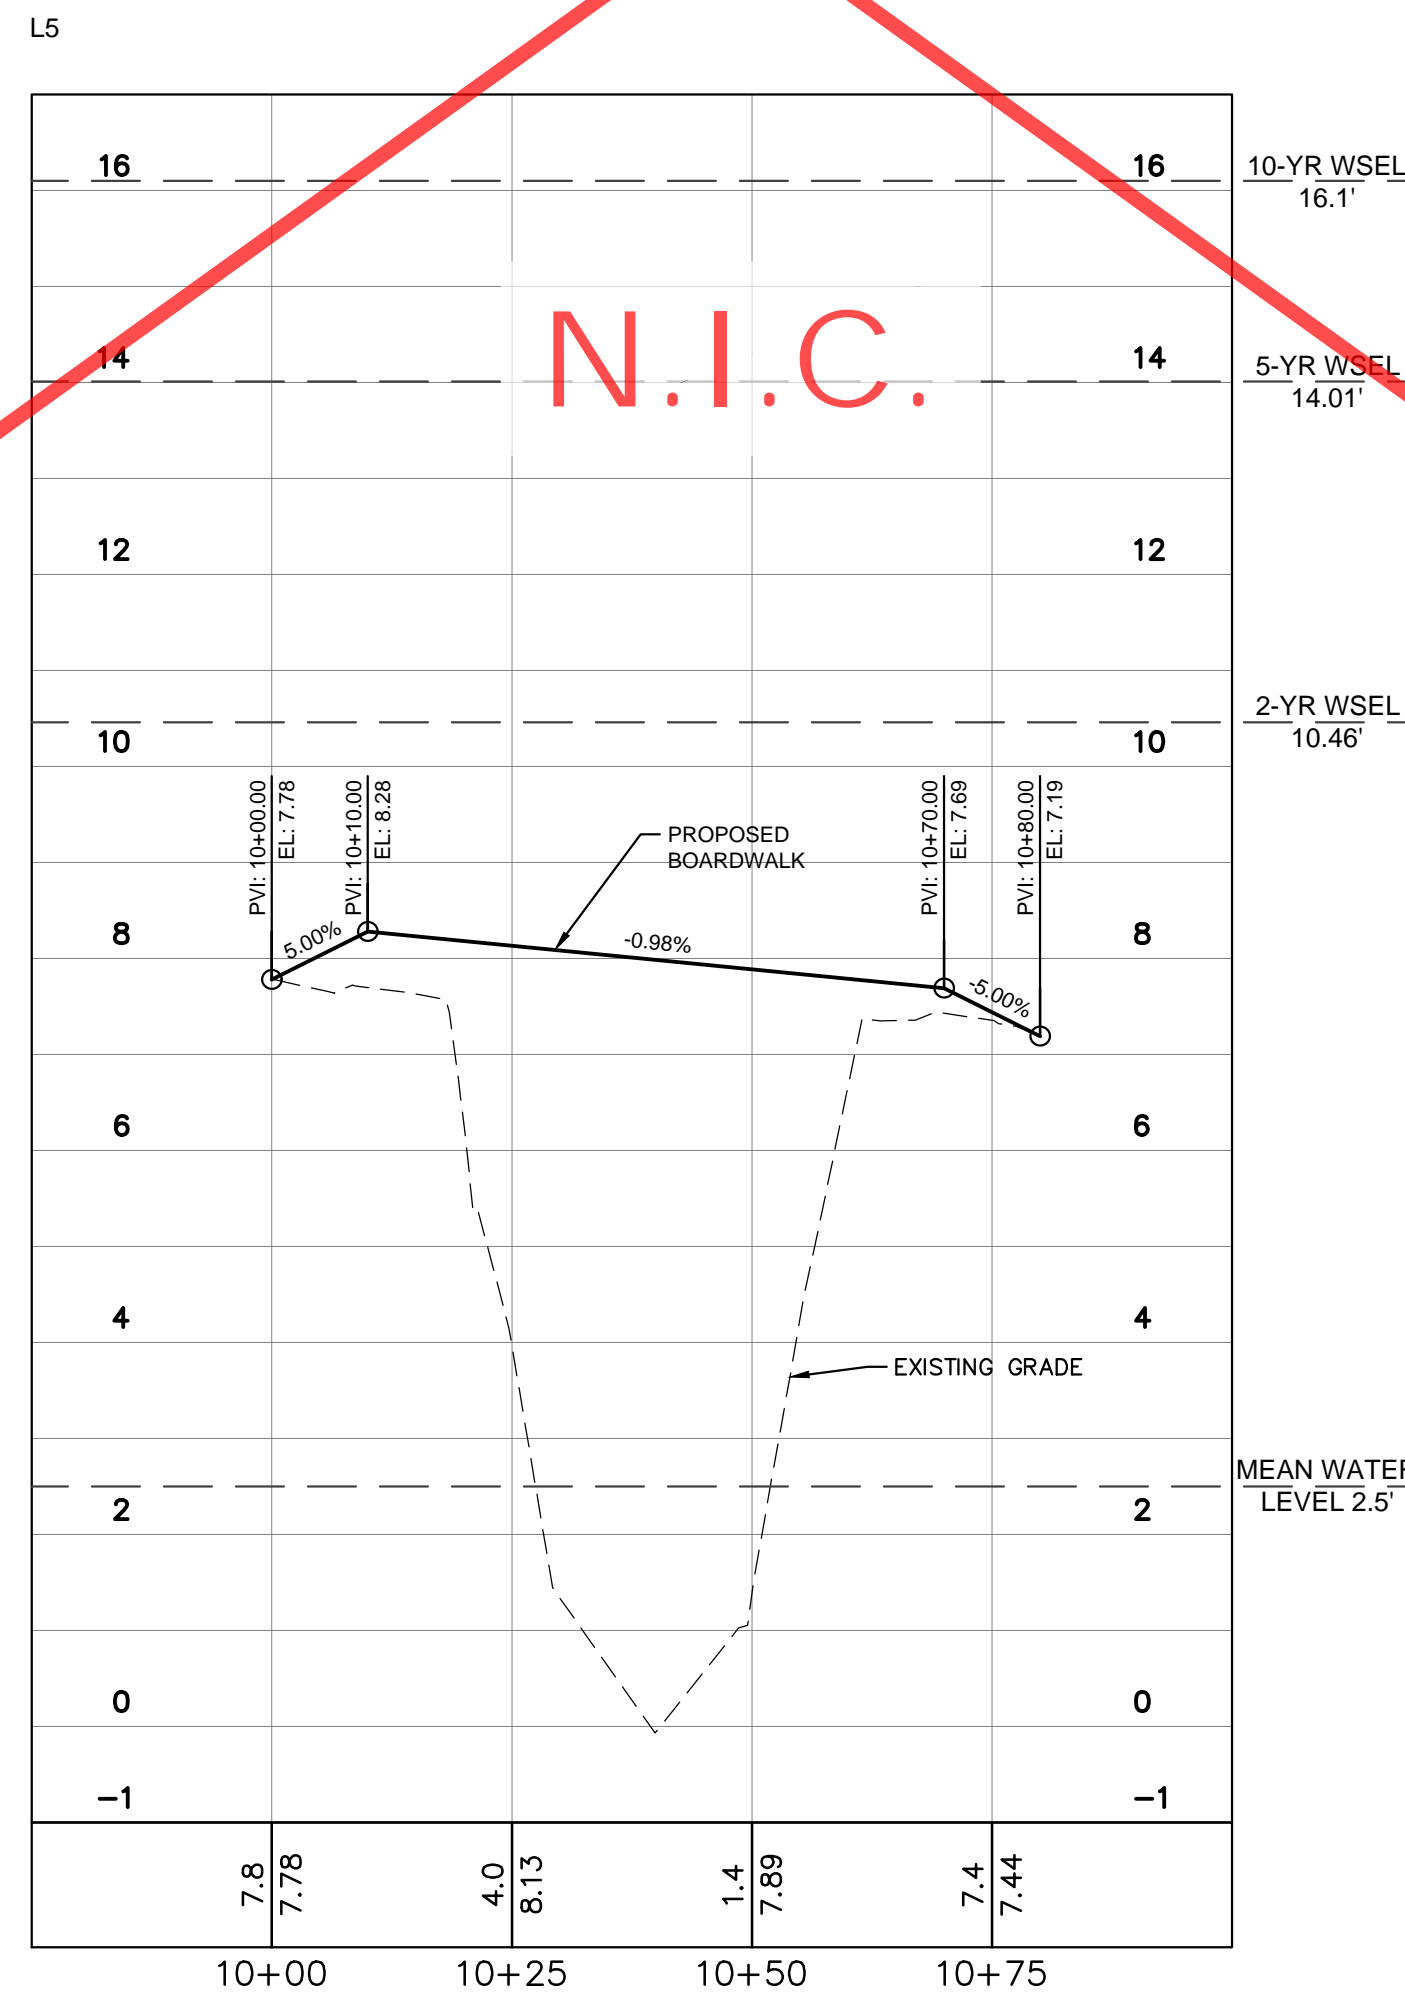 L5
16
16
10-YR WSEL
16.1'
N.I.C.
14
14
5-YR WSEL
14.01'
12
12
2-YR WSEL
10.46'
10
10
PVI: 10+00.00
EL: 7.78
PVI: 10+10.00
EL: 8.28
PROPOSED
BOARDWALK
PVI: 10+70.00
EL: 7.69
PVI: 10+80.00
EL: 7.19
8
8
5.00%
-0.98%
-5.00%
6
6
4
4
EXISTING GRADE
MEAN WATER
LEVEL 2.5'
2
2
0
0
-1
-1
7.8
7.78
4.0
8.13
1.4
7.89
7.4
7.44
10+00
10+25
10+50
10+75